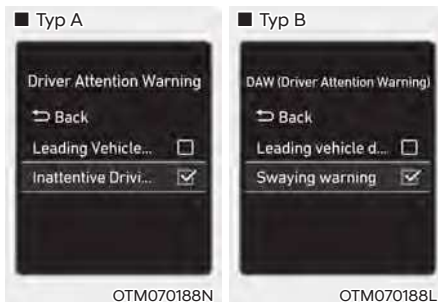 ■ Typ A
Driver Attention Warning
⮌ Back
Leading Vehicle... ☐
Inattentive Drivi... ☑
OTM070188N
■ Typ B
DAW (Driver Attention Warning)
⮌ Back
Leading vehicle d... ☐
Swaying warning ☑
OTM070188L